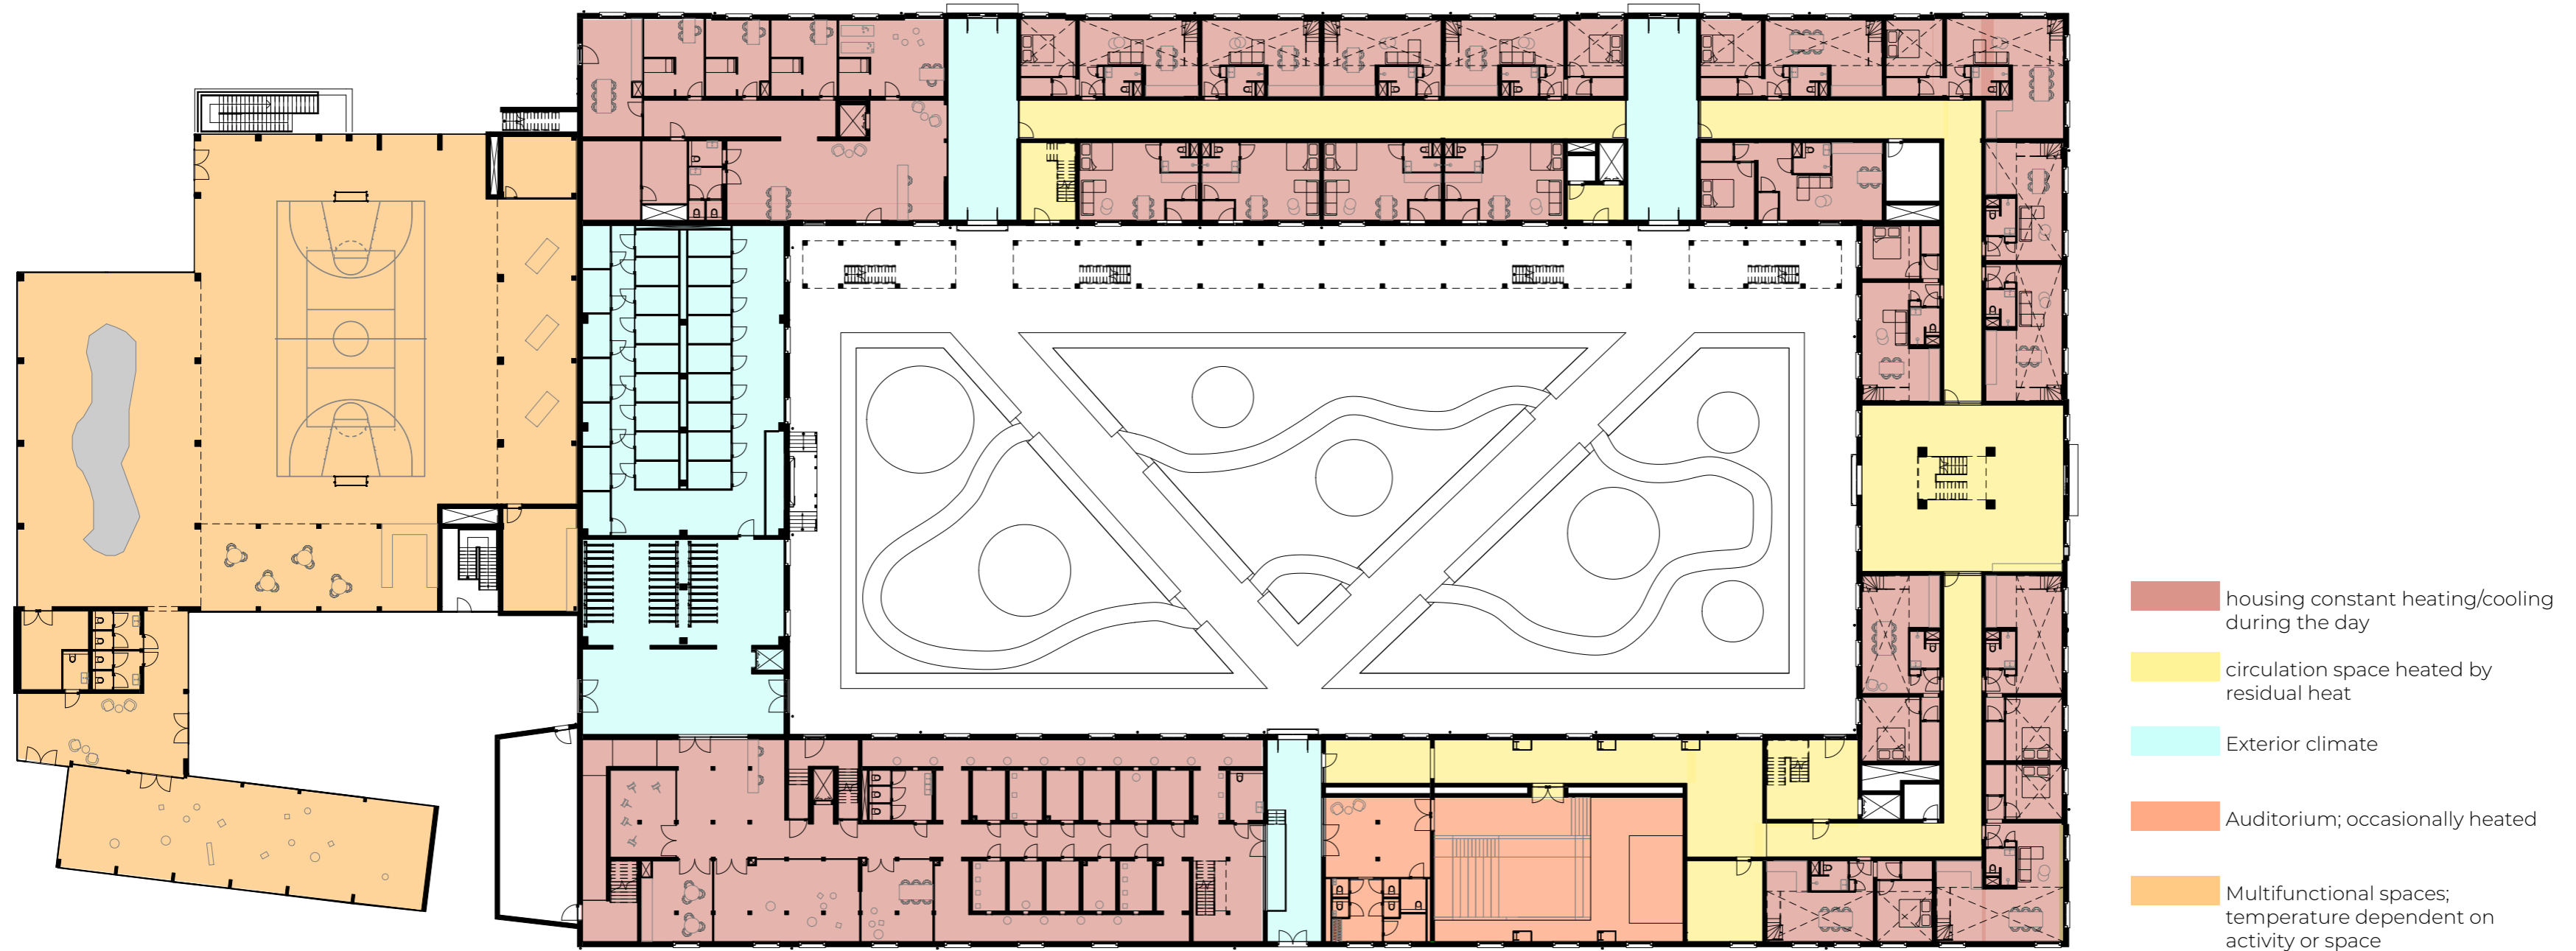 housing constant heating/cooling
during the day
circulation space heated by
residual heat
Exterior climate
Auditorium; occasionally heated
Multifunctional spaces;
temperature dependent on
activity or space